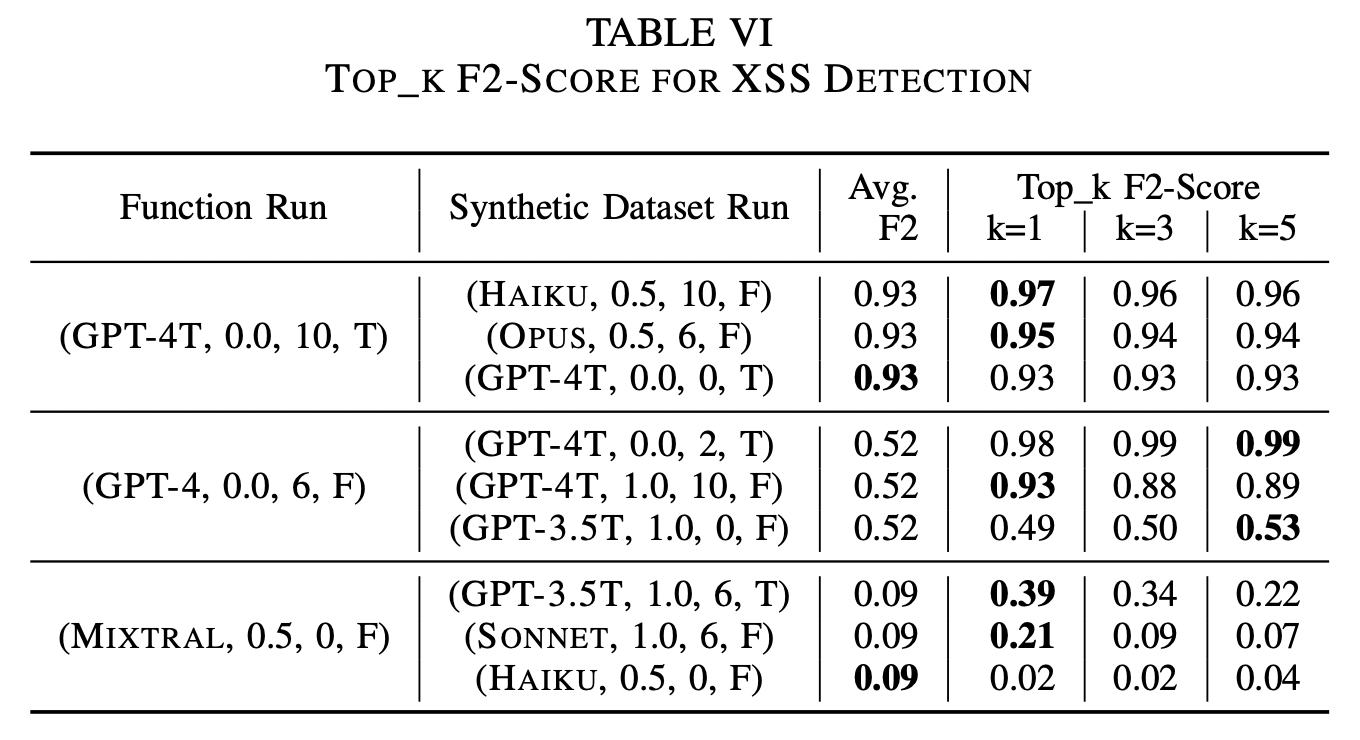 TABLE VI
TOP_K F2-SCORE FOR XSS DETECTION
Function Run | Synthetic Dataset Run | Avg. F2 | Top_k F2-Score
k=1 | k=3 | k=5
(GPT-4T, 0.0, 10, T) | (HAIKU, 0.5, 10, F) | 0.93 | 0.97 | 0.96 | 0.96
(OPUS, 0.5, 6, F) | 0.93 | 0.95 | 0.94 | 0.94
(GPT-4T, 0.0, 0, T) | 0.93 | 0.93 | 0.93 | 0.93
(GPT-4, 0.0, 6, F) | (GPT-4T, 0.0, 2, T) | 0.52 | 0.98 | 0.99 | 0.99
(GPT-4T, 1.0, 10, F) | 0.52 | 0.93 | 0.88 | 0.89
(GPT-3.5T, 1.0, 0, F) | 0.52 | 0.49 | 0.50 | 0.53
(MIXTRAL, 0.5, 0, F) | (GPT-3.5T, 1.0, 6, T) | 0.09 | 0.39 | 0.34 | 0.22
(SONNET, 1.0, 6, F) | 0.09 | 0.21 | 0.09 | 0.07
(HAIKU, 0.5, 0, F) | 0.09 | 0.02 | 0.02 | 0.04